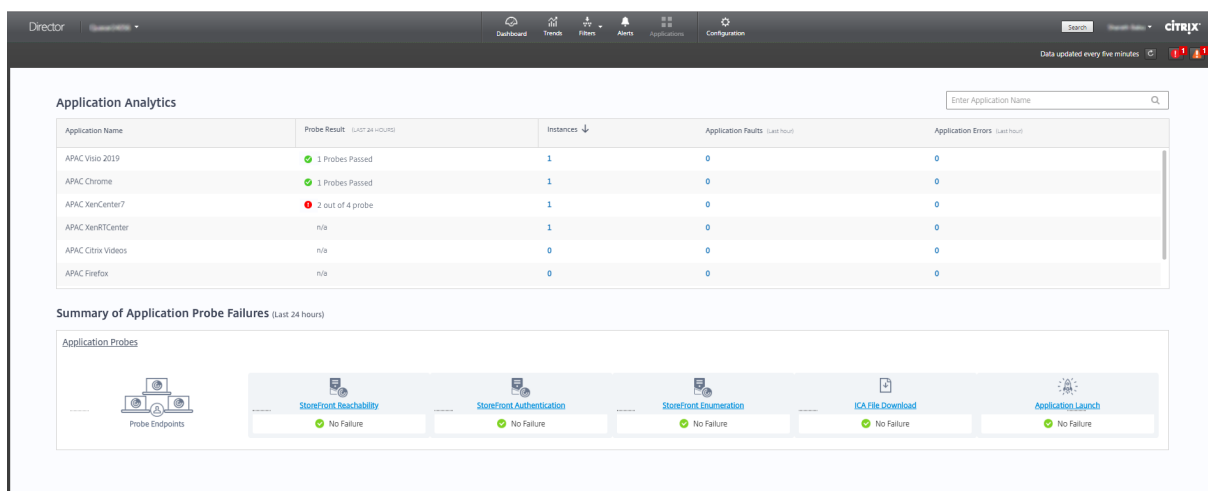 Director
Dashboard Trends Filters Alerts Applications Configuration
Search
CİTRIX
Data updated every five minutes
1 1
Application Analytics
Enter Application Name
Application Name Probe Result (LAST 24 HOURS) Instances Application Faults (Last hour) Application Errors (Last hour)
APAC Visio 2019 1 Probes Passed 1 0 0
APAC Chrome 1 Probes Passed 1 0 0
APAC XenCenter7 2 out of 4 probe 1 0 0
APAC XenRTCenter n/a 1 0 0
APAC Citrix Videos n/a 0 0 0
APAC Firefox n/a 0 0 0
Summary of Application Probe Failures (Last 24 hours)
Application Probes
StoreFront Reachability StoreFront Authentication StoreFront Enumeration ICA File Download Application Launch
Probe Endpoints No Failure No Failure No Failure No Failure No Failure